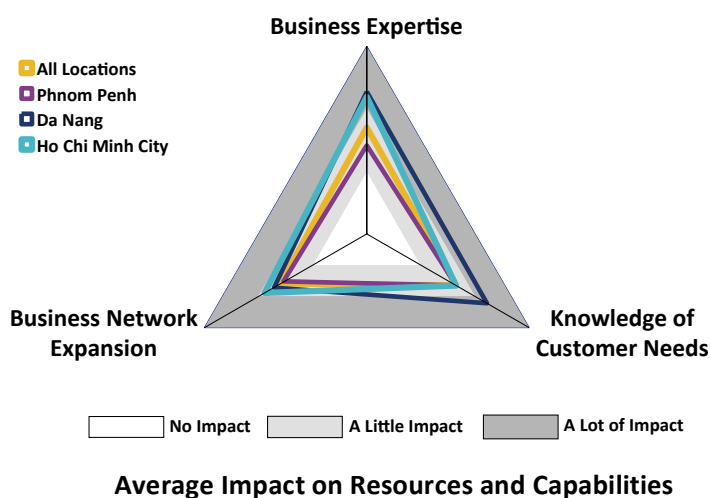 Business Expertise
All Locations
Phnom Penh
Da Nang
Ho Chi Minh City
Business Network
Expansion
Knowledge of
Customer Needs
No Impact
A Little Impact
A Lot of Impact
Average Impact on Resources and Capabilities